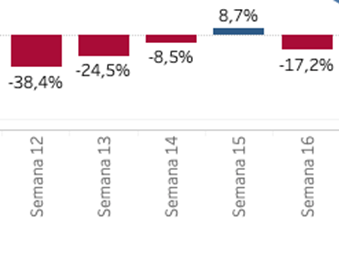 8,7%
-38,4%
-24,5%
-8,5%
-17,2%
Semana 12
Semana 13
Semana 14
Semana 15
Semana 16